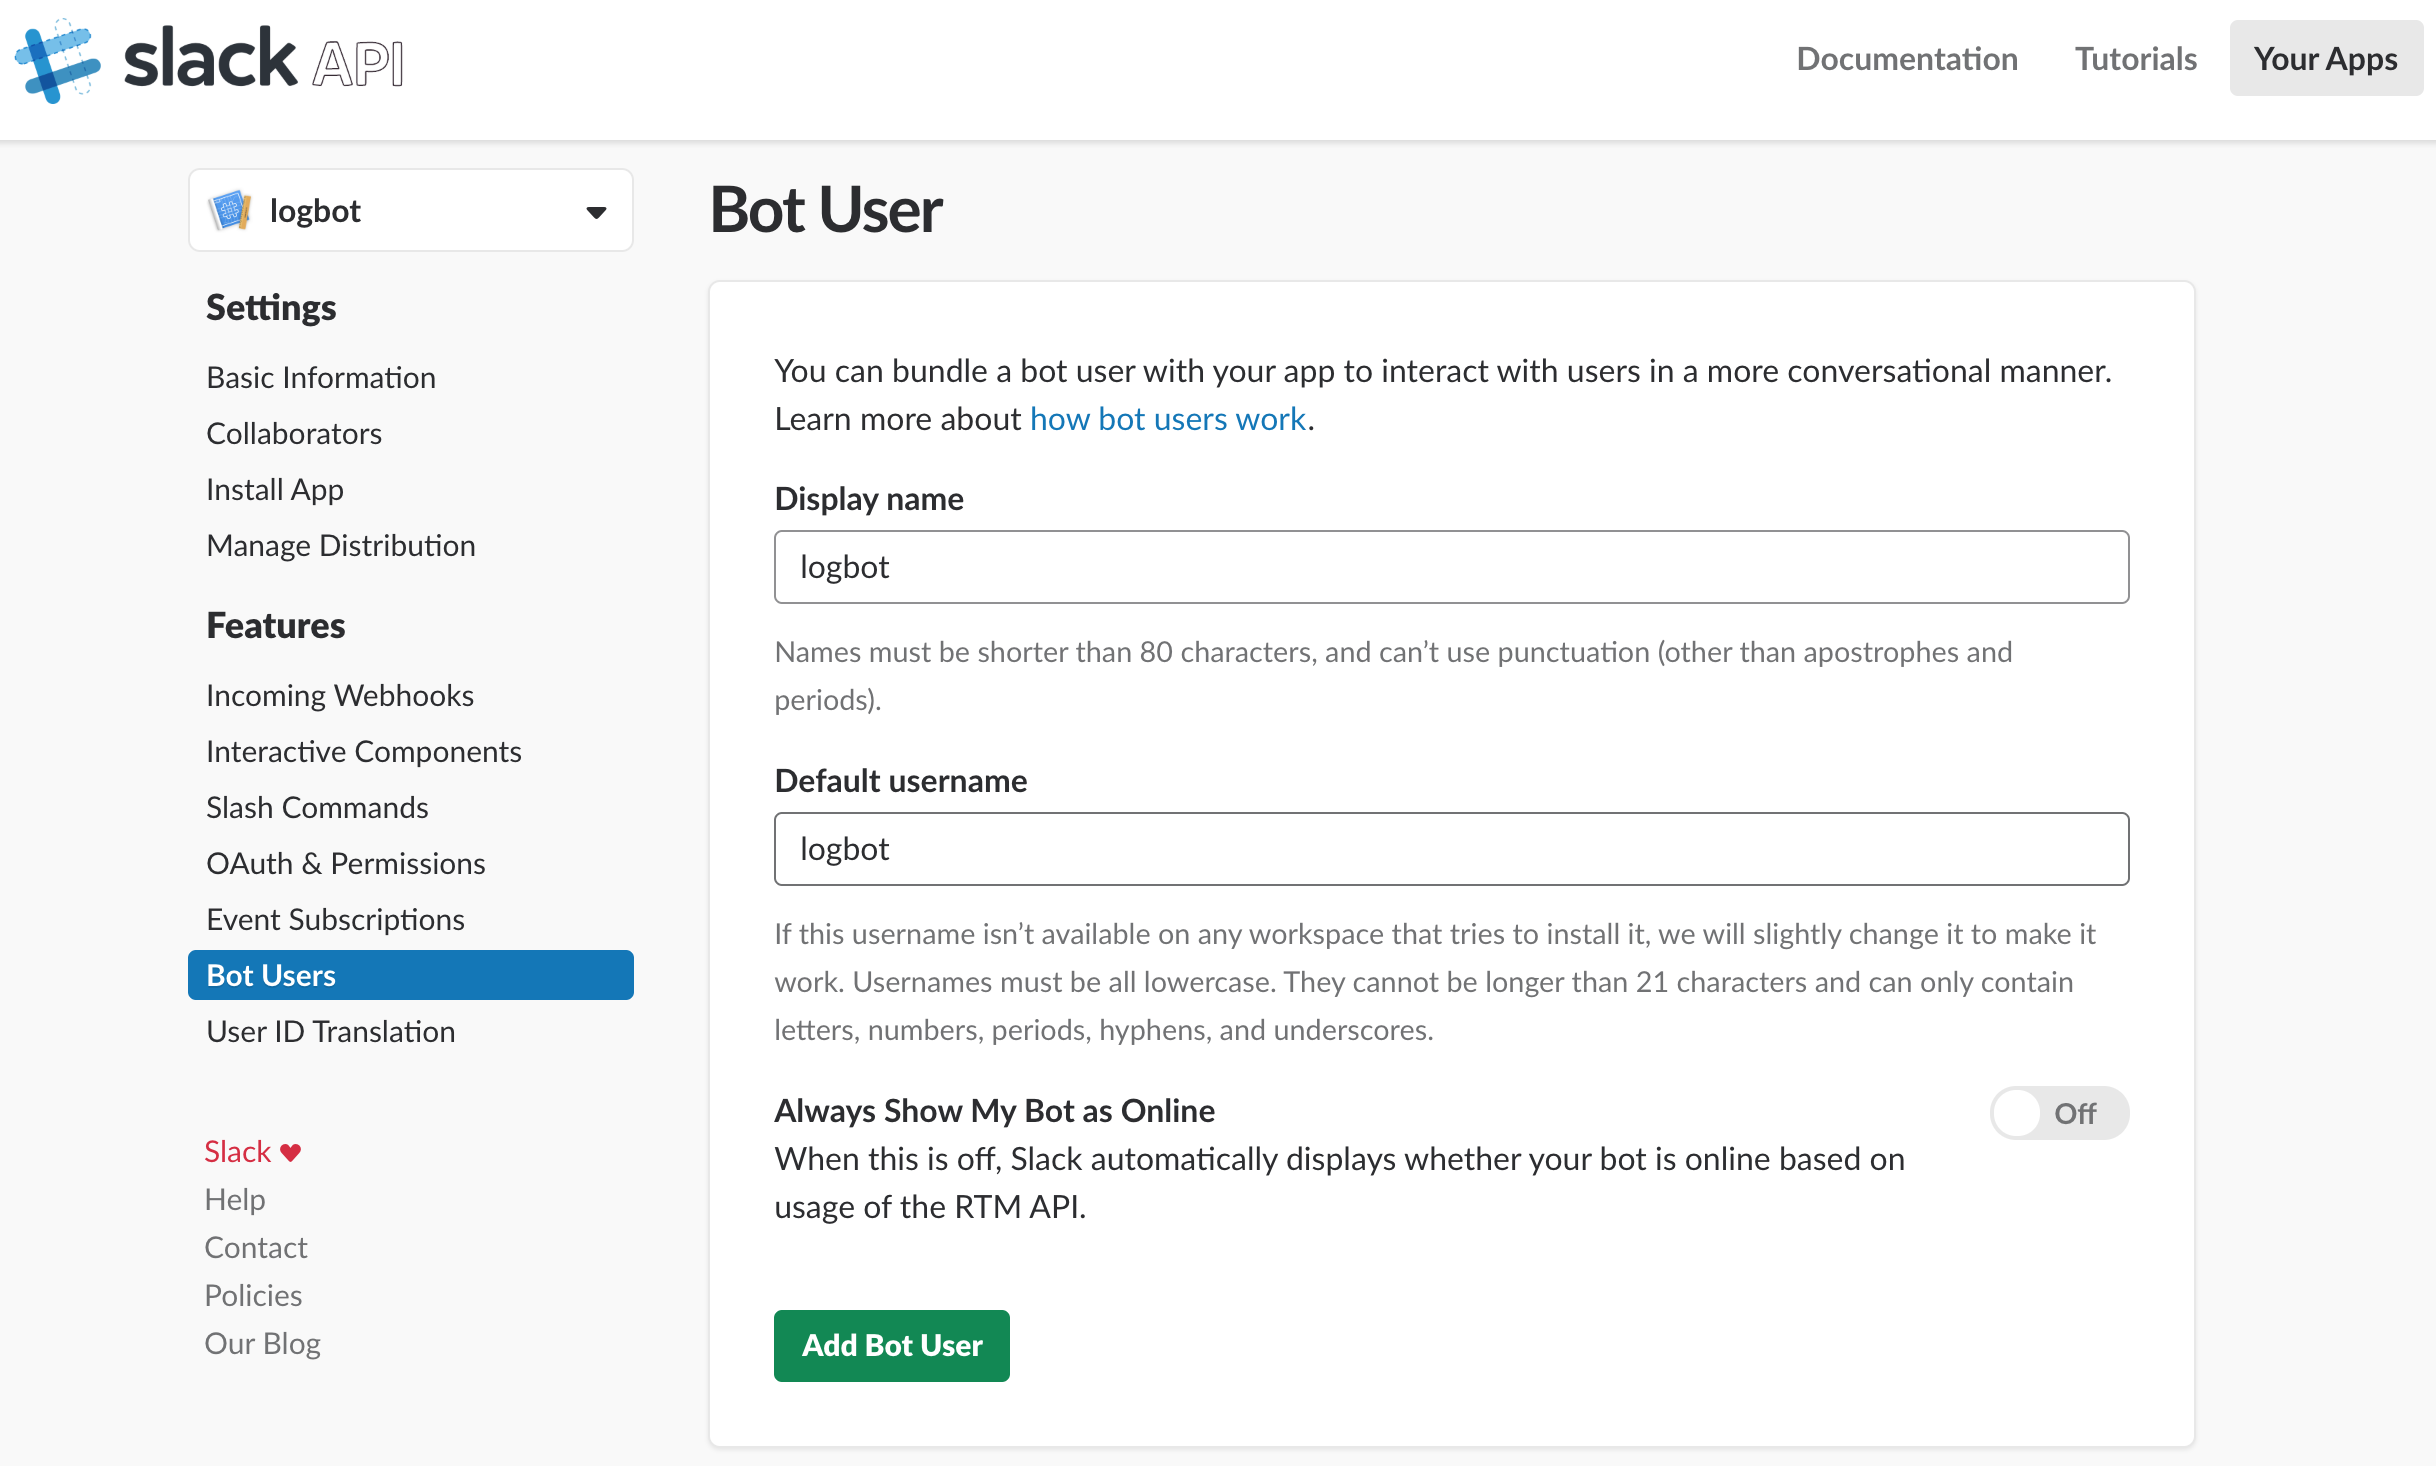 slack API
Documentation
Tutorials
Your Apps
logbot
Settings
Basic Information
Collaborators
Install App
Manage Distribution
Features
Incoming Webhooks
Interactive Components
Slash Commands
OAuth & Permissions
Event Subscriptions
Bot Users
User ID Translation
Slack ♥
Help
Contact
Policies
Our Blog
Bot User
You can bundle a bot user with your app to interact with users in a more conversational manner.
Learn more about how bot users work.
Display name
logbot
Names must be shorter than 80 characters, and can’t use punctuation (other than apostrophes and
periods).
Default username
logbot
If this username isn’t available on any workspace that tries to install it, we will slightly change it to make it
work. Usernames must be all lowercase. They cannot be longer than 21 characters and can only contain
letters, numbers, periods, hyphens, and underscores.
Always Show My Bot as Online
Off
When this is off, Slack automatically displays whether your bot is online based on
usage of the RTM API.
Add Bot User